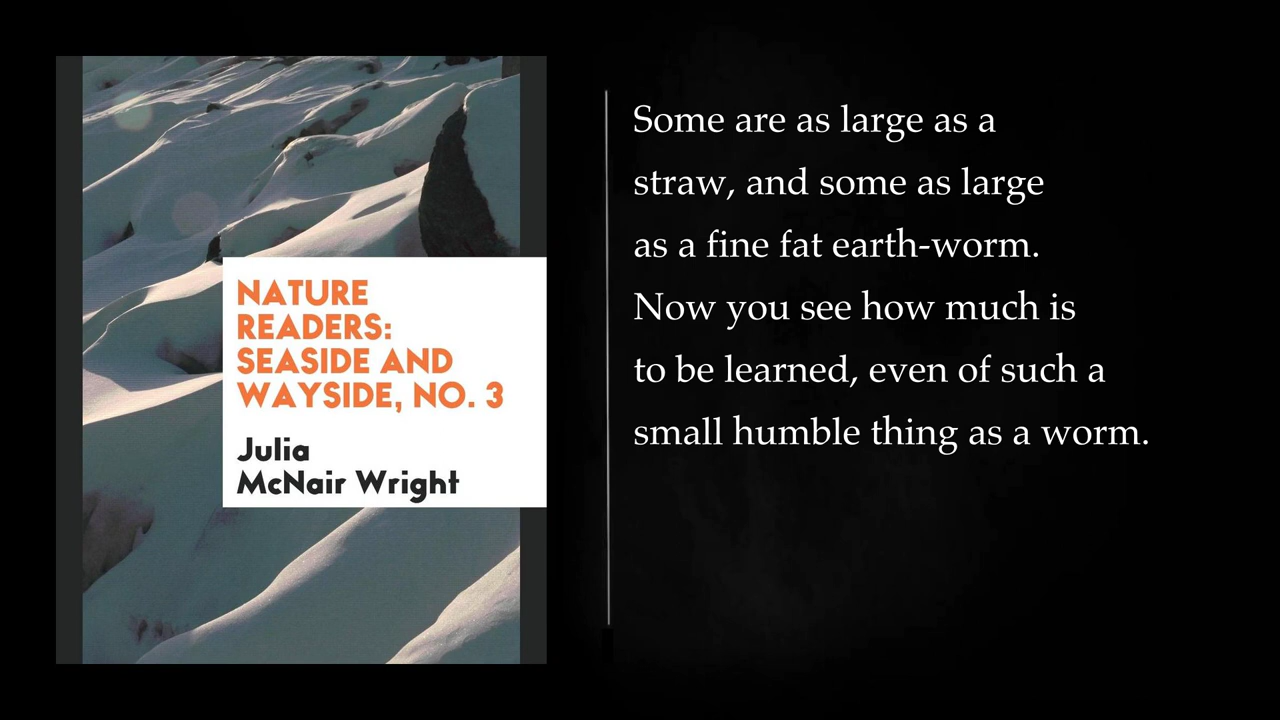 NATURE
READERS:
SEASIDE AND
WAYSIDE, NO. 3
Julia
McNair Wright
Some are as large as a
straw, and some as large
as a fine fat earth-worm.
Now you see how much is
to be learned, even of such a
small humble thing as a worm.